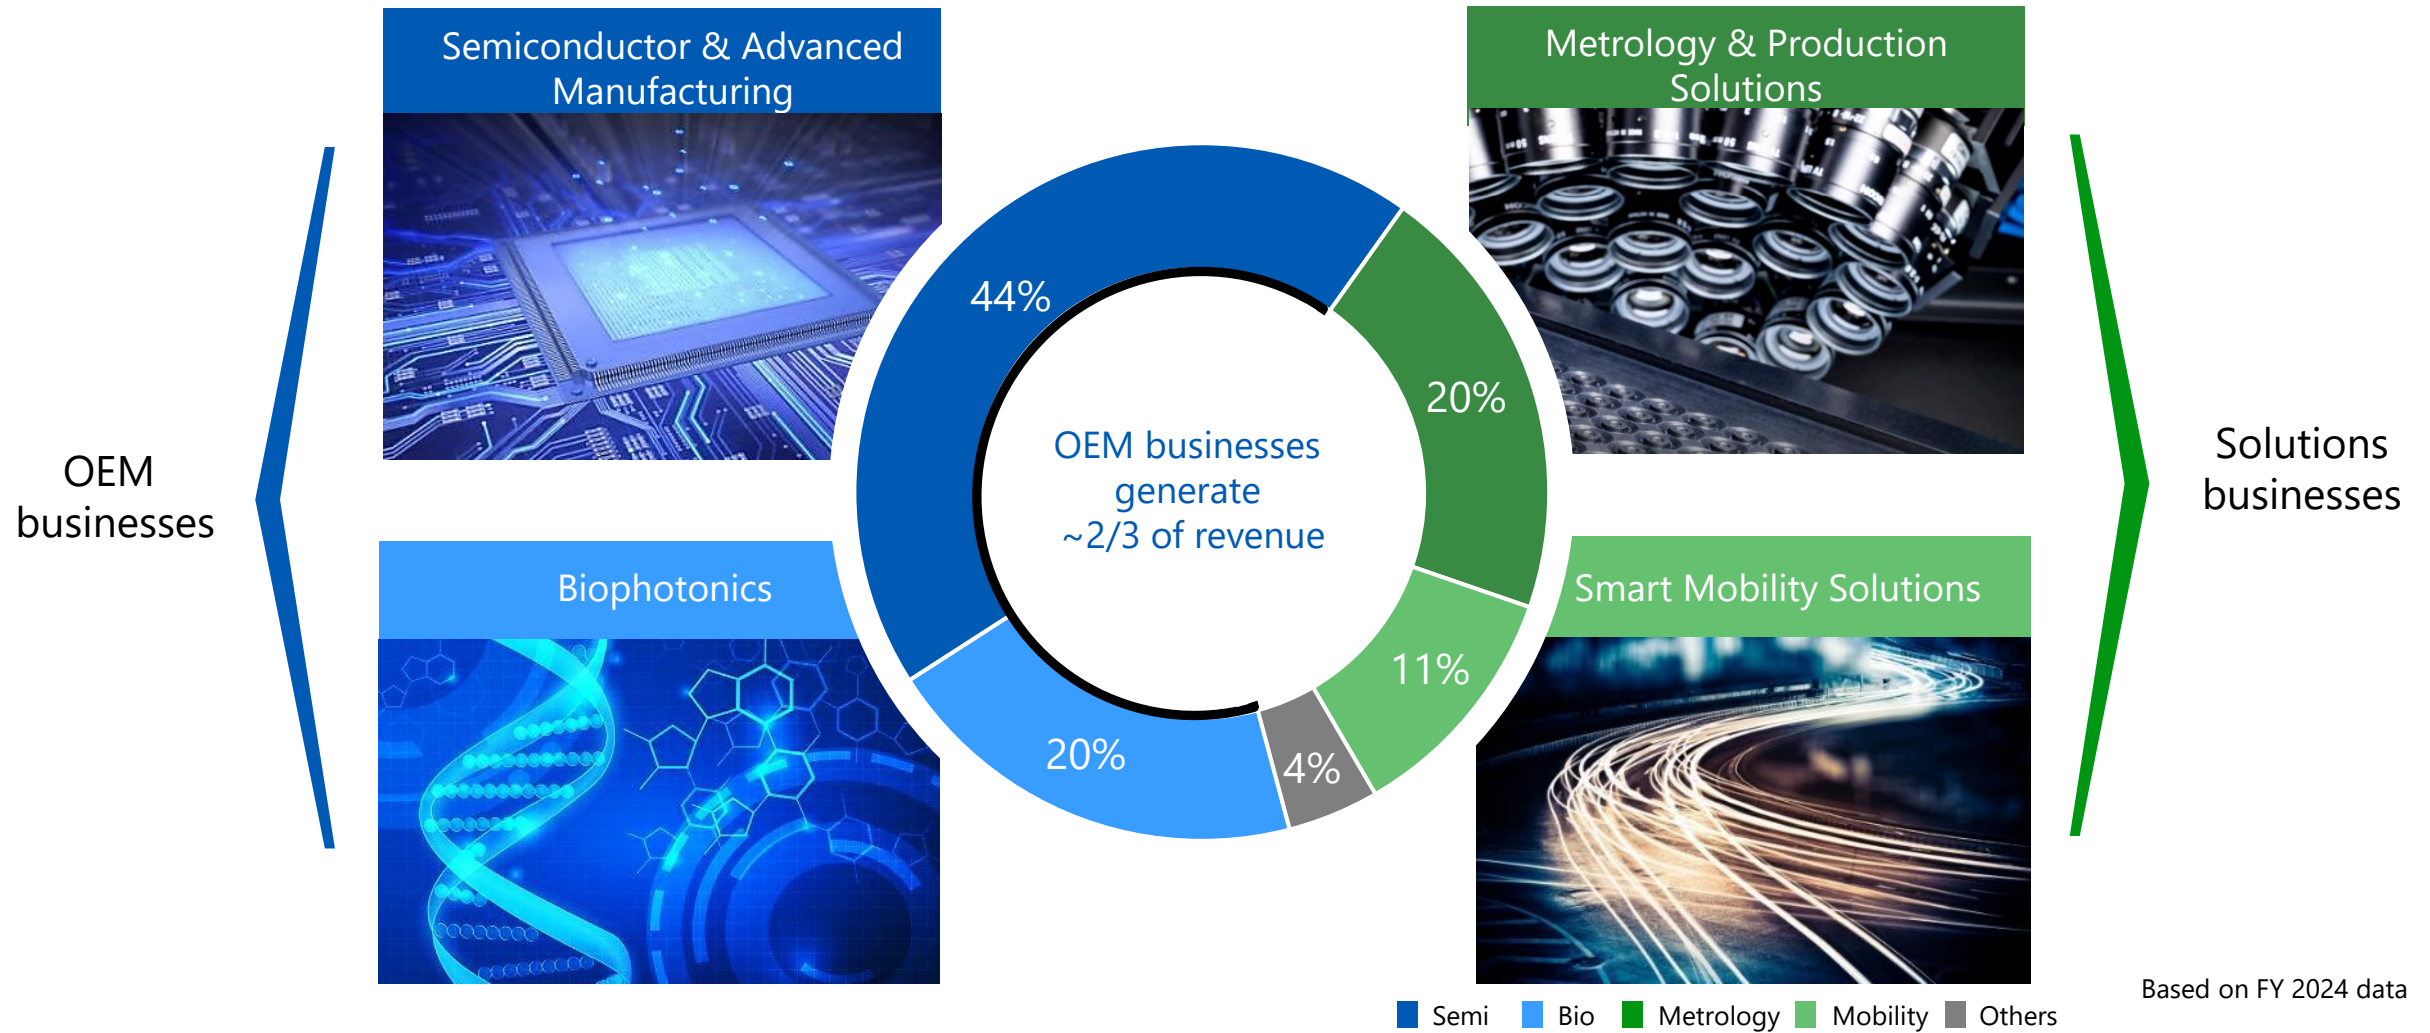 Semiconductor & Advanced
Manufacturing
Metrology & Production
Solutions
OEM
businesses
Solutions
businesses
44%
20%
OEM businesses
generate
~2/3 of revenue
Biophotonics
Smart Mobility Solutions
11%
20%
4%
Based on FY 2024 data
Semi
Bio
Metrology
Mobility
Others